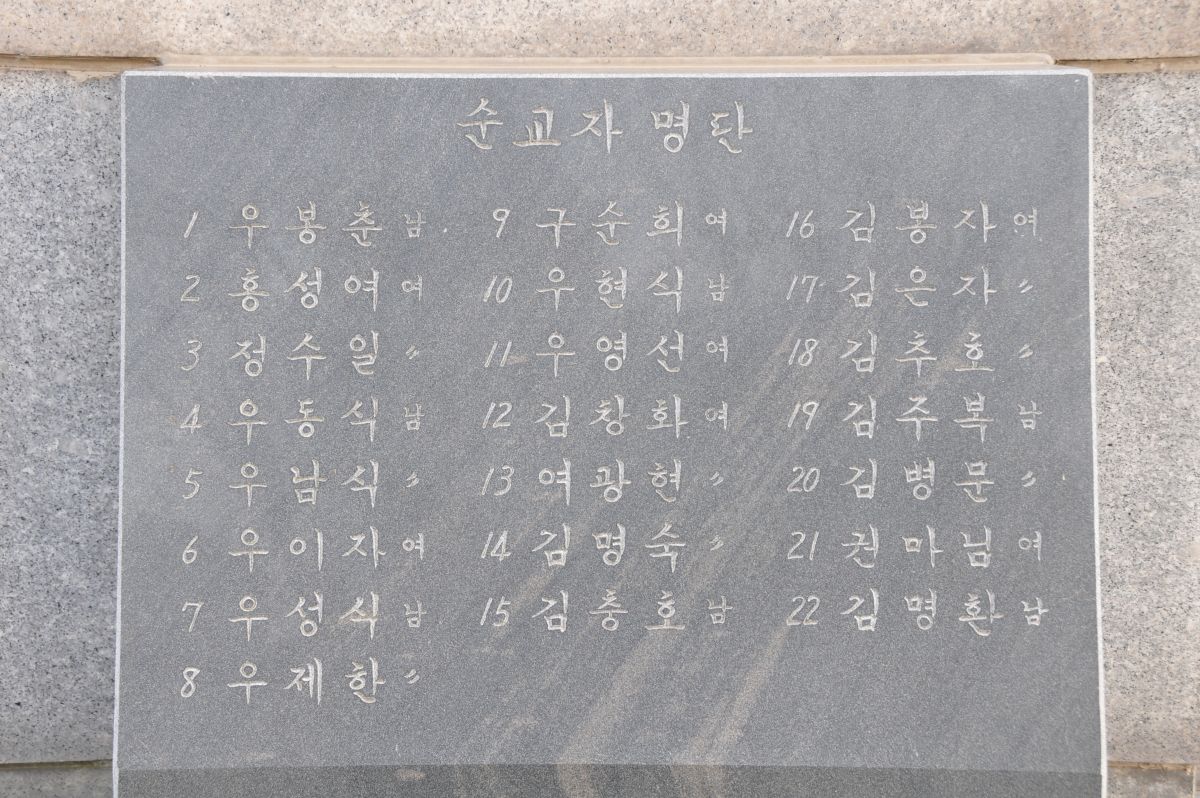 순교자 명단
1 우봉춘 남
2 홍성여 여
3 정수일 〃
4 우동식 남
5 우남식 〃
6 우이자 여
7 우성식 남
8 우제한 〃
9 구순희 여
10 우현식 남
11 우영선 여
12 김창화 여
13 여광현 〃
14 김명숙 〃
15 김충호 남
16 김봉자 여
17 김은자 〃
18 김추호 〃
19 김주복 남
20 김병문 〃
21 권마님 여
22 김명환 남